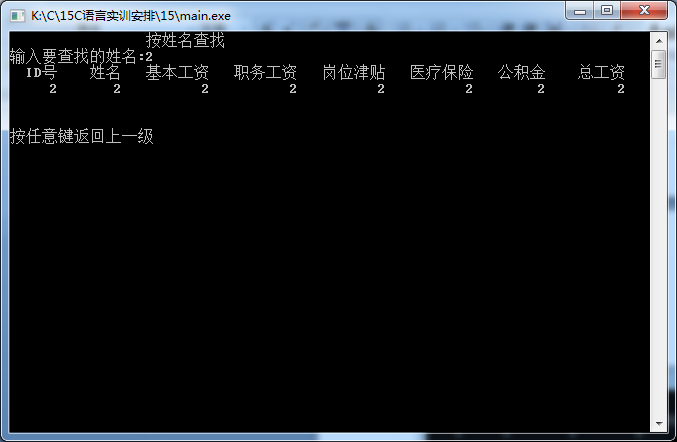 K:\C\15C语言实训安排\15\main.exe
按姓名查找
输入要查找的姓名:2
ID号 姓名 基本工资 职务工资 岗位津贴 医疗保险 公积金 总工资
2 2 2 2 2 2 2 2
按任意键返回上一级